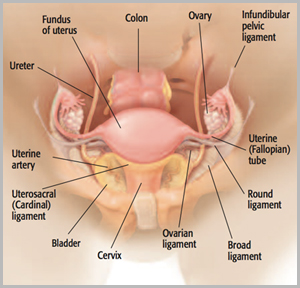 Fundus
of uterus
Colon
Ovary
Infundibular
pelvic
ligament
Ureter
Uterine
(Fallopian)
tube
Uterine
artery
Uterosacral
(Cardinal)
ligament
Round
ligament
Bladder
Cervix
Ovarian
ligament
Broad
ligament